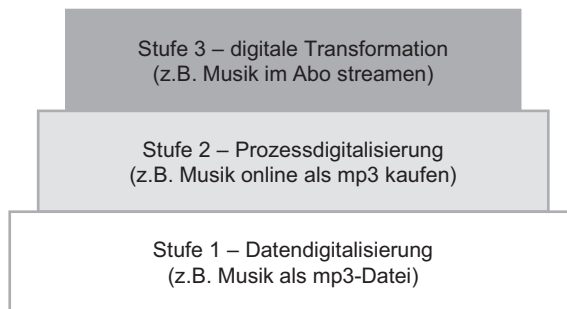 Stufe 3 – digitale Transformation
(z.B. Musik im Abo streamen)
Stufe 2 – Prozessdigitalisierung
(z.B. Musik online als mp3 kaufen)
Stufe 1 – Datendigitalisierung
(z.B. Musik als mp3-Datei)